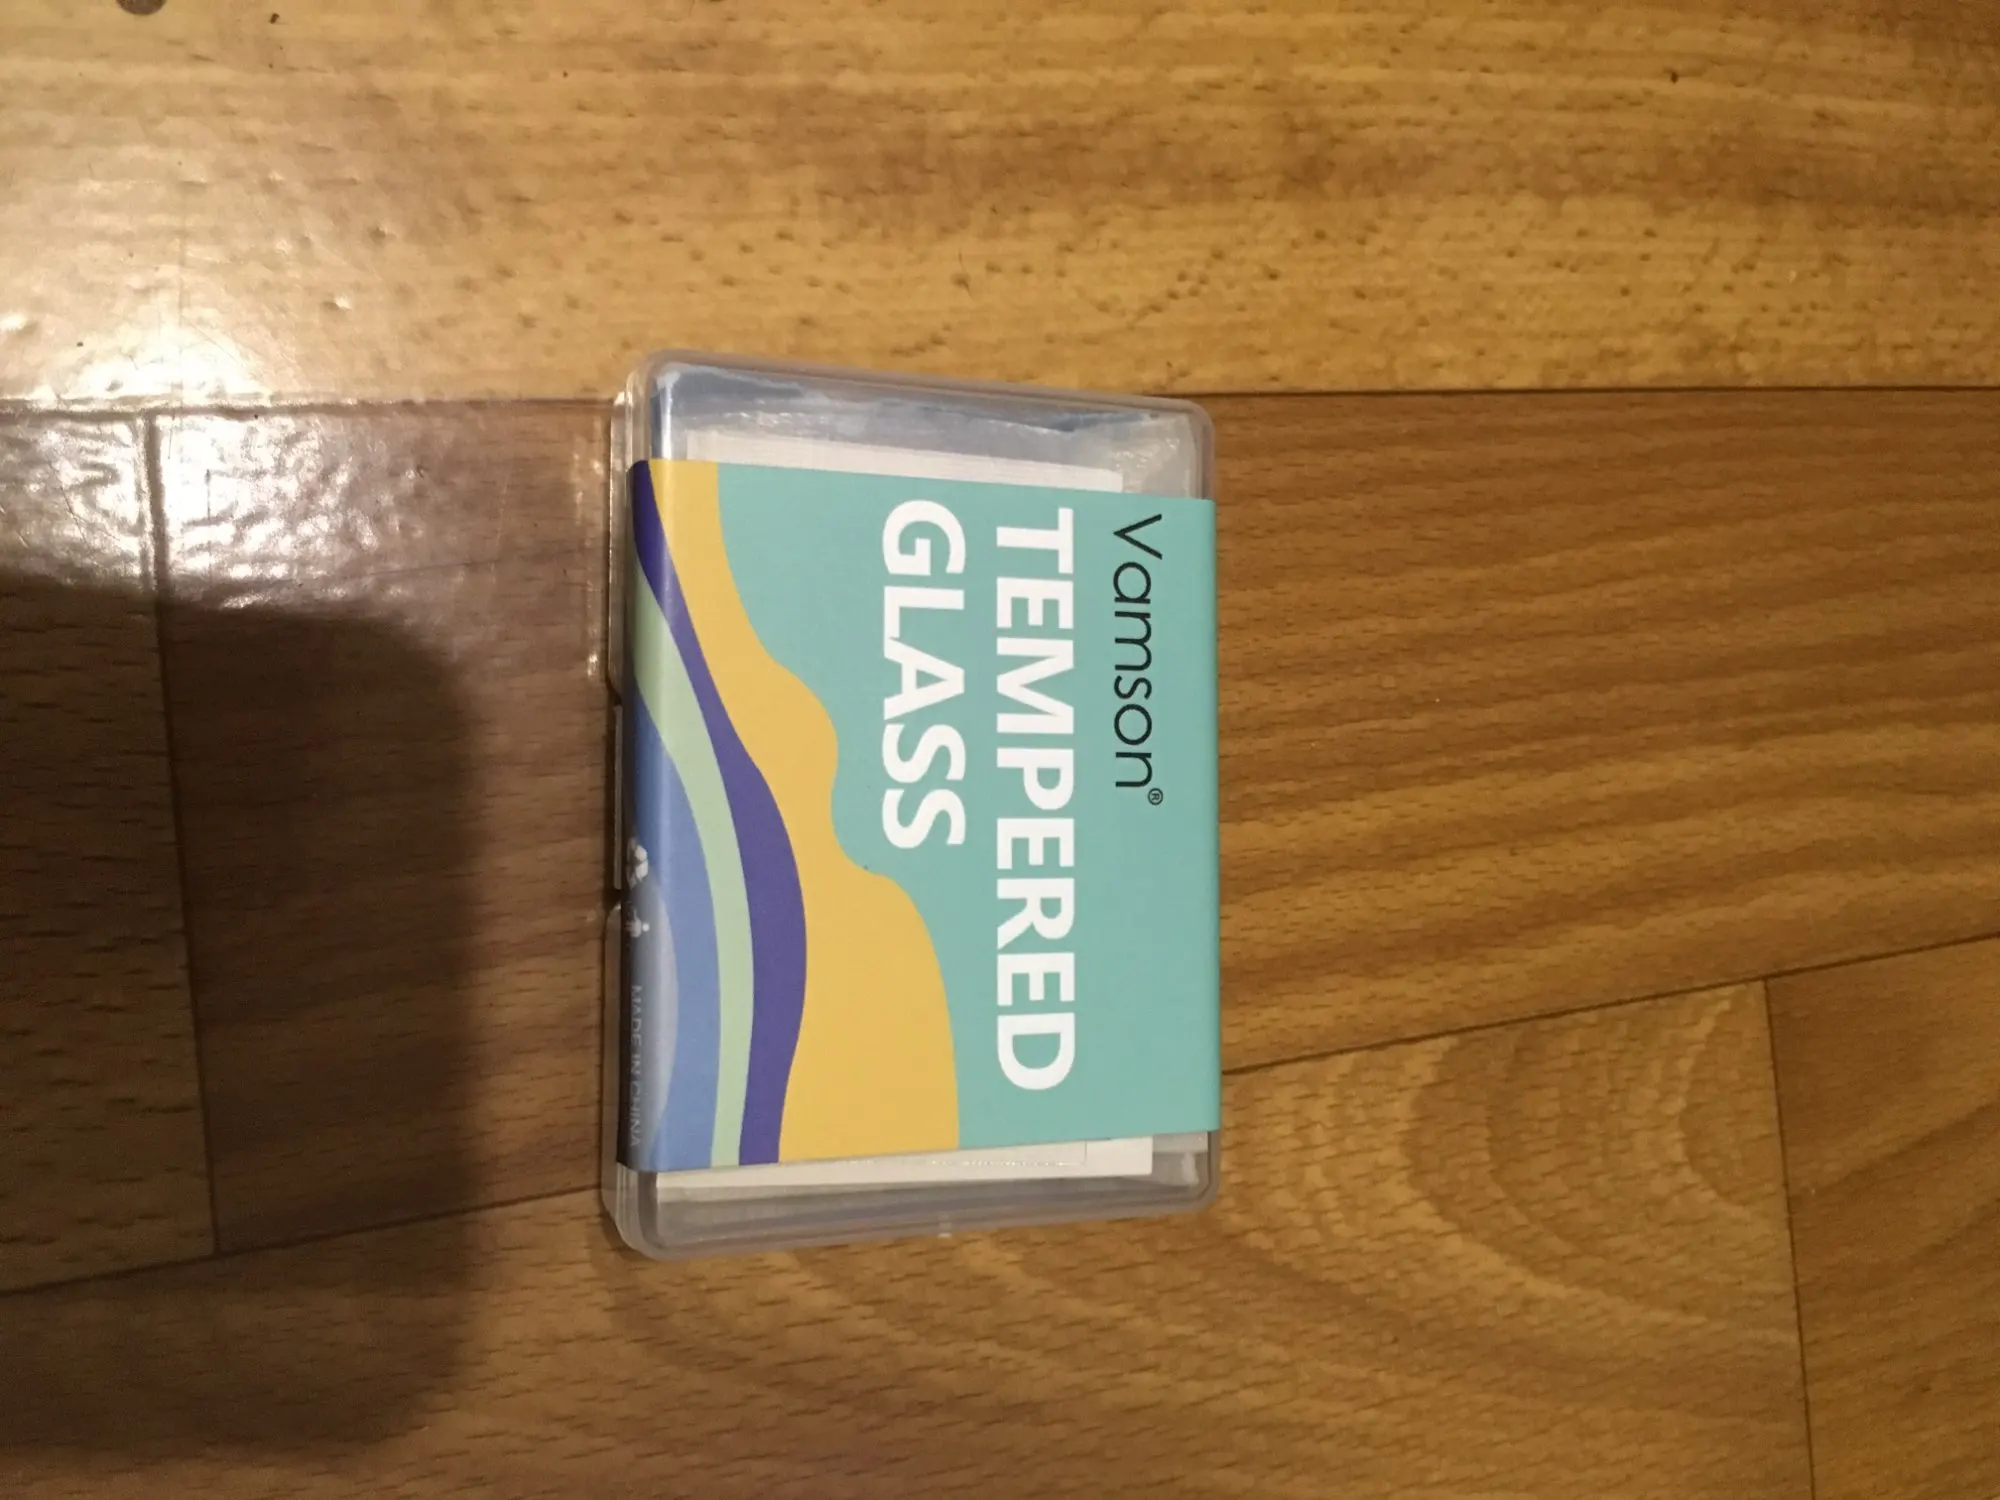 Vamson®
TEMPERED
GLASS
MADE IN CHINA